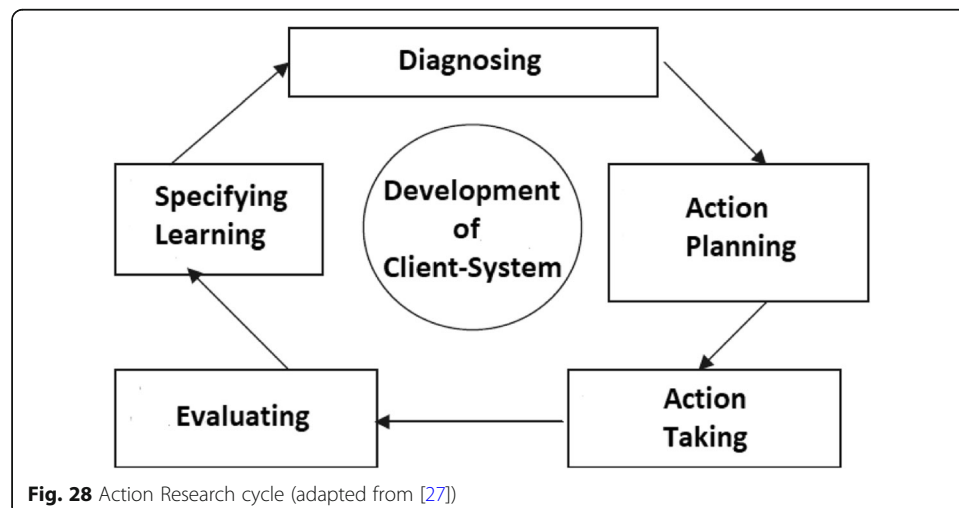 Diagnosing
Specifying
Learning
Development
of
Client-System
Action
Planning
Evaluating
Action
Taking
Fig. 28 Action Research cycle (adapted from [27])